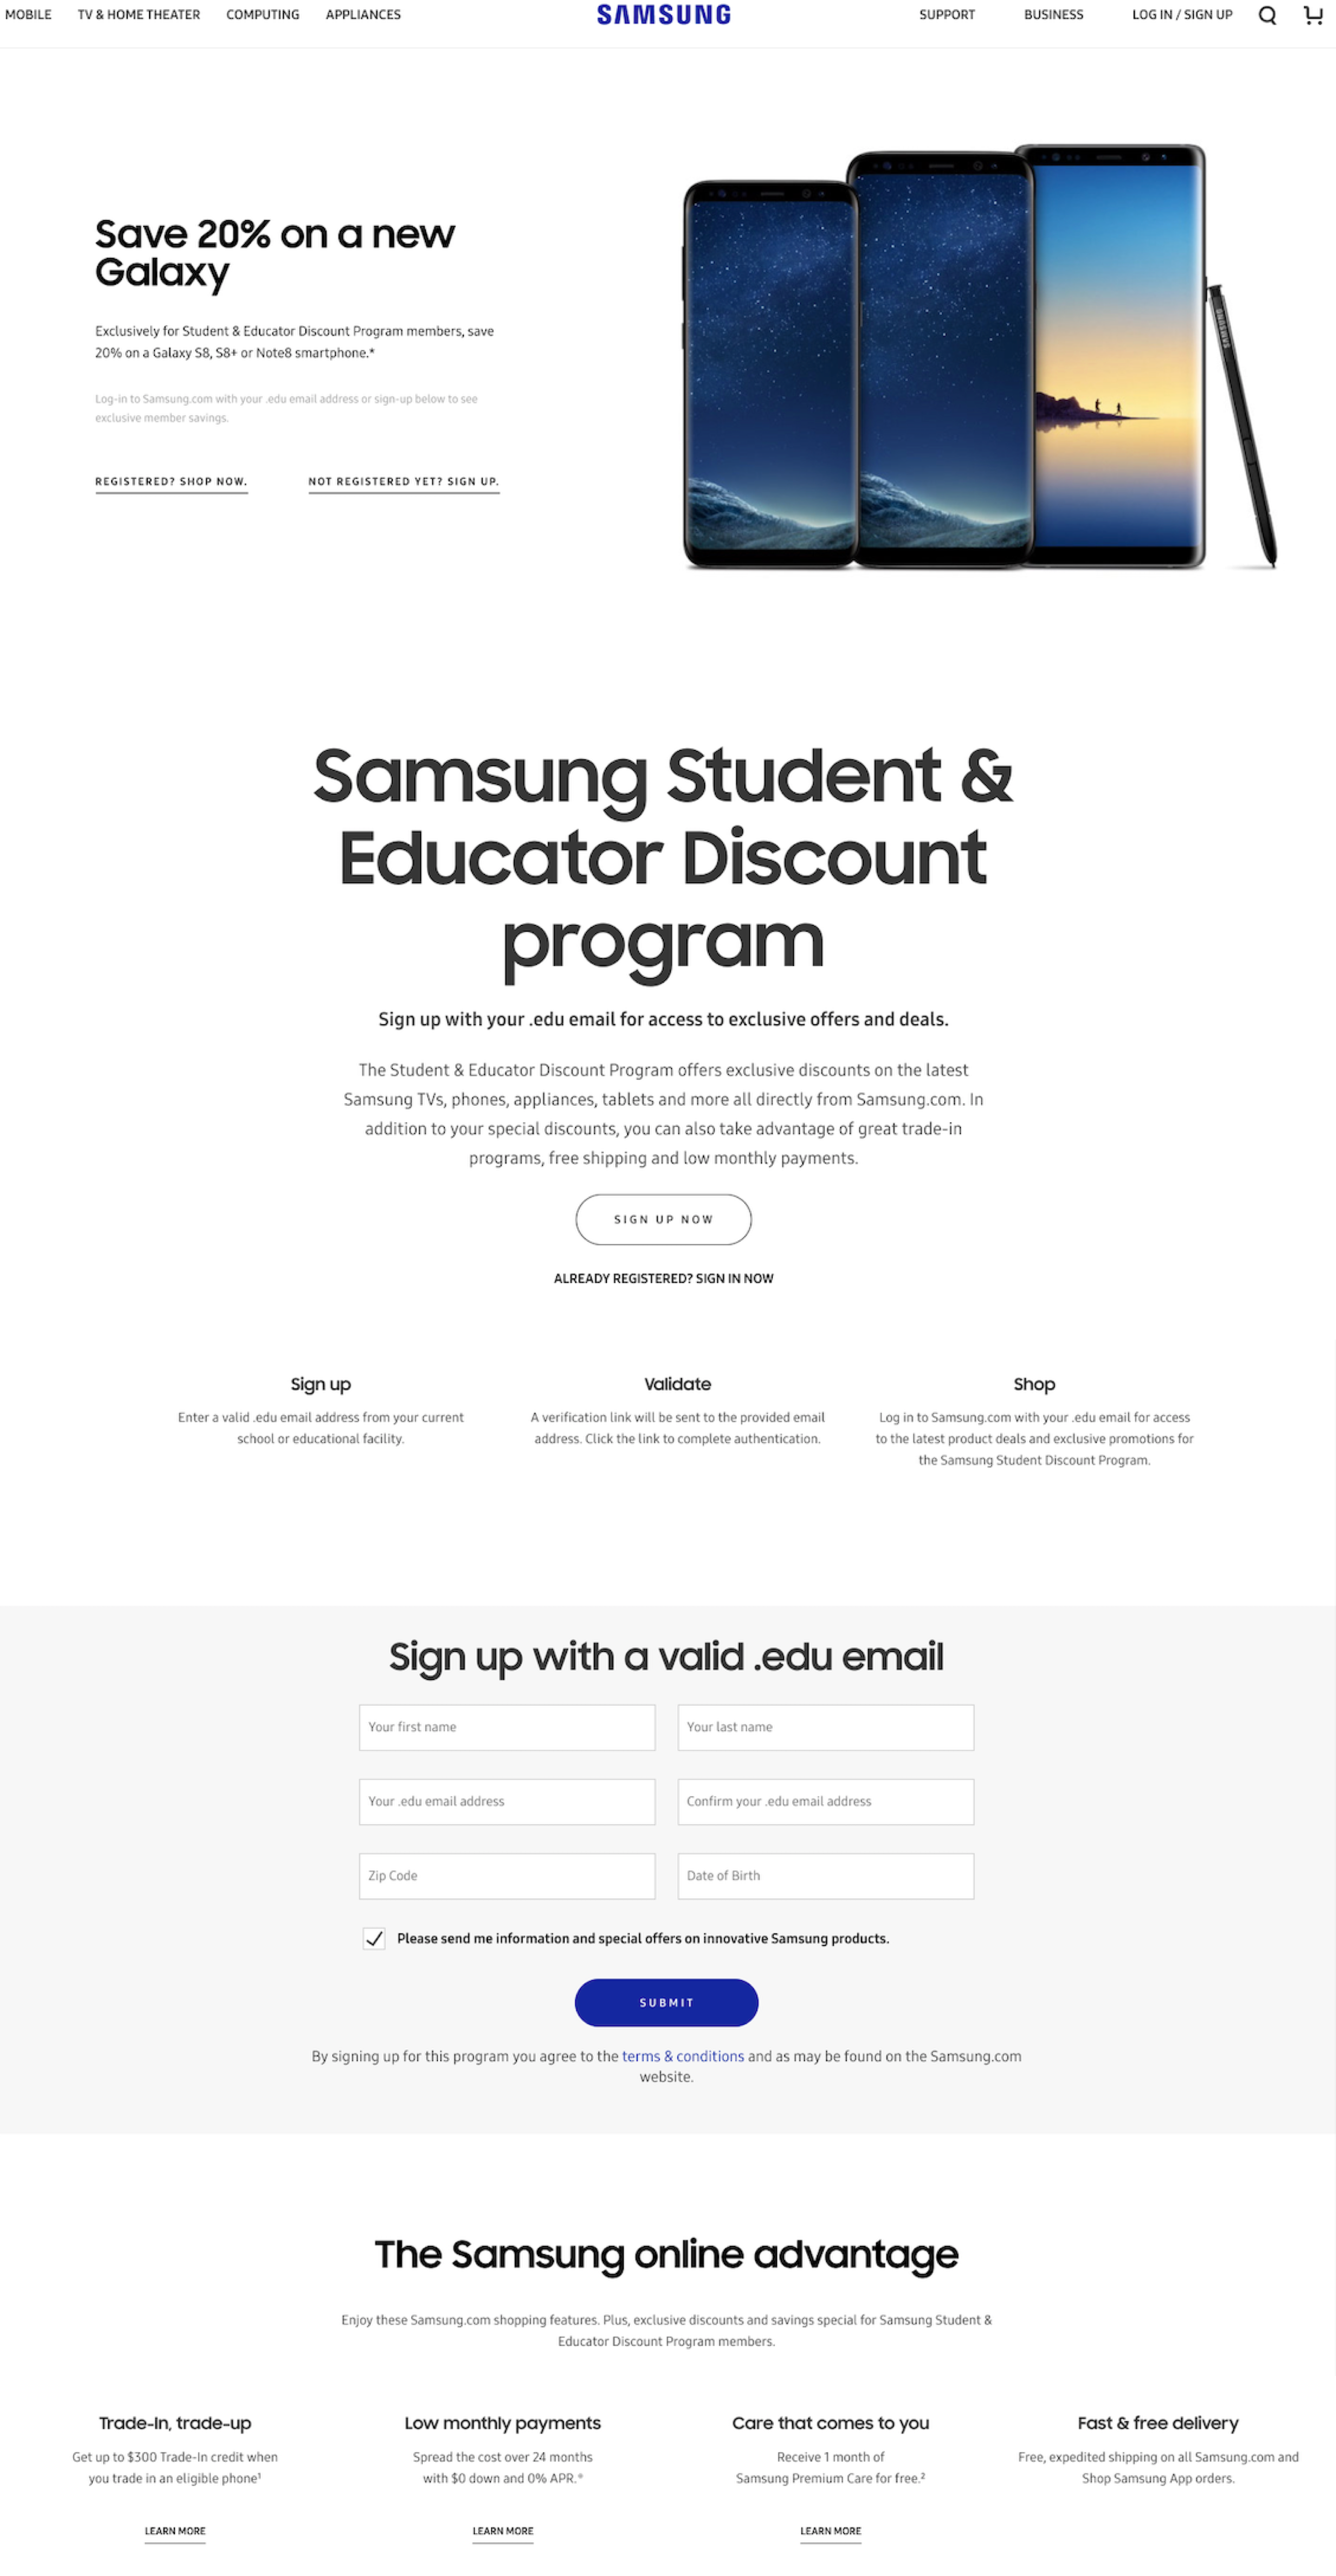 MOBILE TV & HOME THEATER COMPUTING APPLIANCES SAMSUNG SUPPORT BUSINESS LOG IN / SIGN UP
Save 20% on a new
Galaxy
Exclusively for Student & Educator Discount Program members, save
20% on a Galaxy S8, S8+ or Note8 smartphone.*
Log-in to Samsung.com with your .edu email address or sign-up below to see
exclusive member savings.
REGISTERED? SHOP NOW. NOT REGISTERED YET? SIGN UP.
SAMSUNG
Samsung Student &
Educator Discount
program
Sign up with your .edu email for access to exclusive offers and deals.
The Student & Educator Discount Program offers exclusive discounts on the latest
Samsung TVs, phones, appliances, tablets and more all directly from Samsung.com. In
addition to your special discounts, you can also take advantage of great trade-in
programs, free shipping and low monthly payments.
SIGN UP NOW
ALREADY REGISTERED? SIGN IN NOW
Sign up
Enter a valid .edu email address from your current
school or educational facility.
Validate
A verification link will be sent to the provided email
address. Click the link to complete authentication.
Shop
Log in to Samsung.com with your .edu email for access
to the latest product deals and exclusive promotions for
the Samsung Student Discount Program.
Sign up with a valid .edu email
Your first name
Your last name
Your .edu email address
Confirm your .edu email address
Zip Code
Date of Birth
Please send me information and special offers on innovative Samsung products.
SUBMIT
By signing up for this program you agree to the terms & conditions and as may be found on the Samsung.com
website.
The Samsung online advantage
Enjoy these Samsung.com shopping features. Plus, exclusive discounts and savings special for Samsung Student &
Educator Discount Program members.
Trade-In, trade-up
Get up to $300 Trade-In credit when
you trade in an eligible phone¹
LEARN MORE
Low monthly payments
Spread the cost over 24 months
with $0 down and 0% APR.*
LEARN MORE
Care that comes to you
Receive 1 month of
Samsung Premium Care for free.²
LEARN MORE
Fast & free delivery
Free, expedited shipping on all Samsung.com and
Shop Samsung App orders.